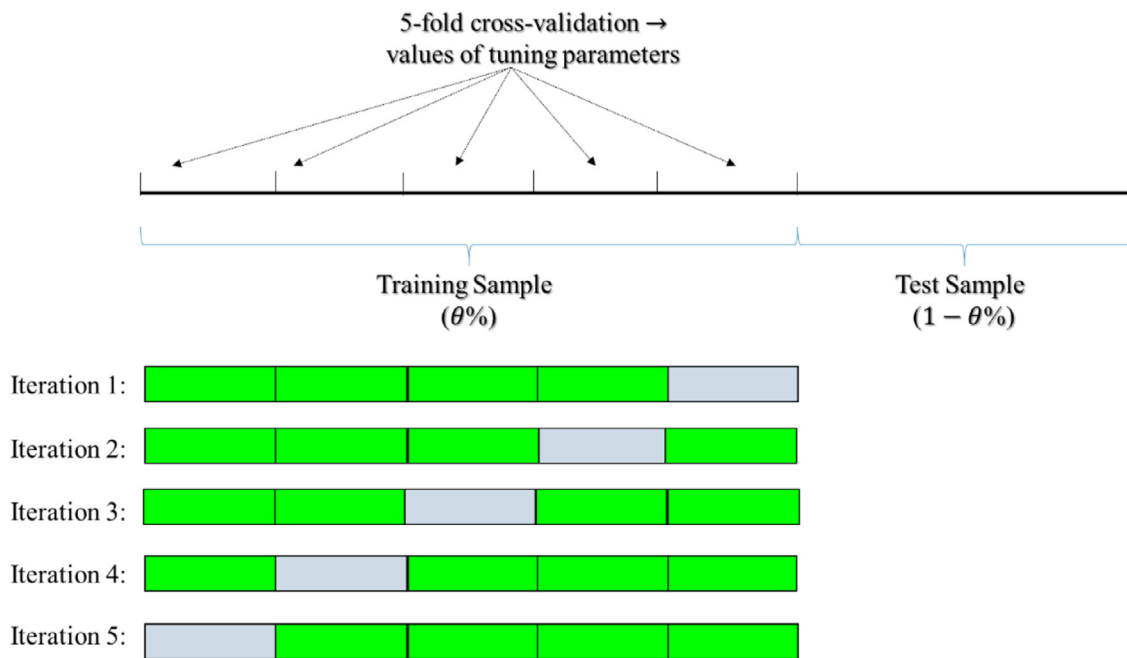 5-fold cross-validation →
values of tuning parameters
Training Sample
(θ%)
Test Sample
(1 − θ%)
Iteration 1:
Iteration 2:
Iteration 3:
Iteration 4:
Iteration 5: